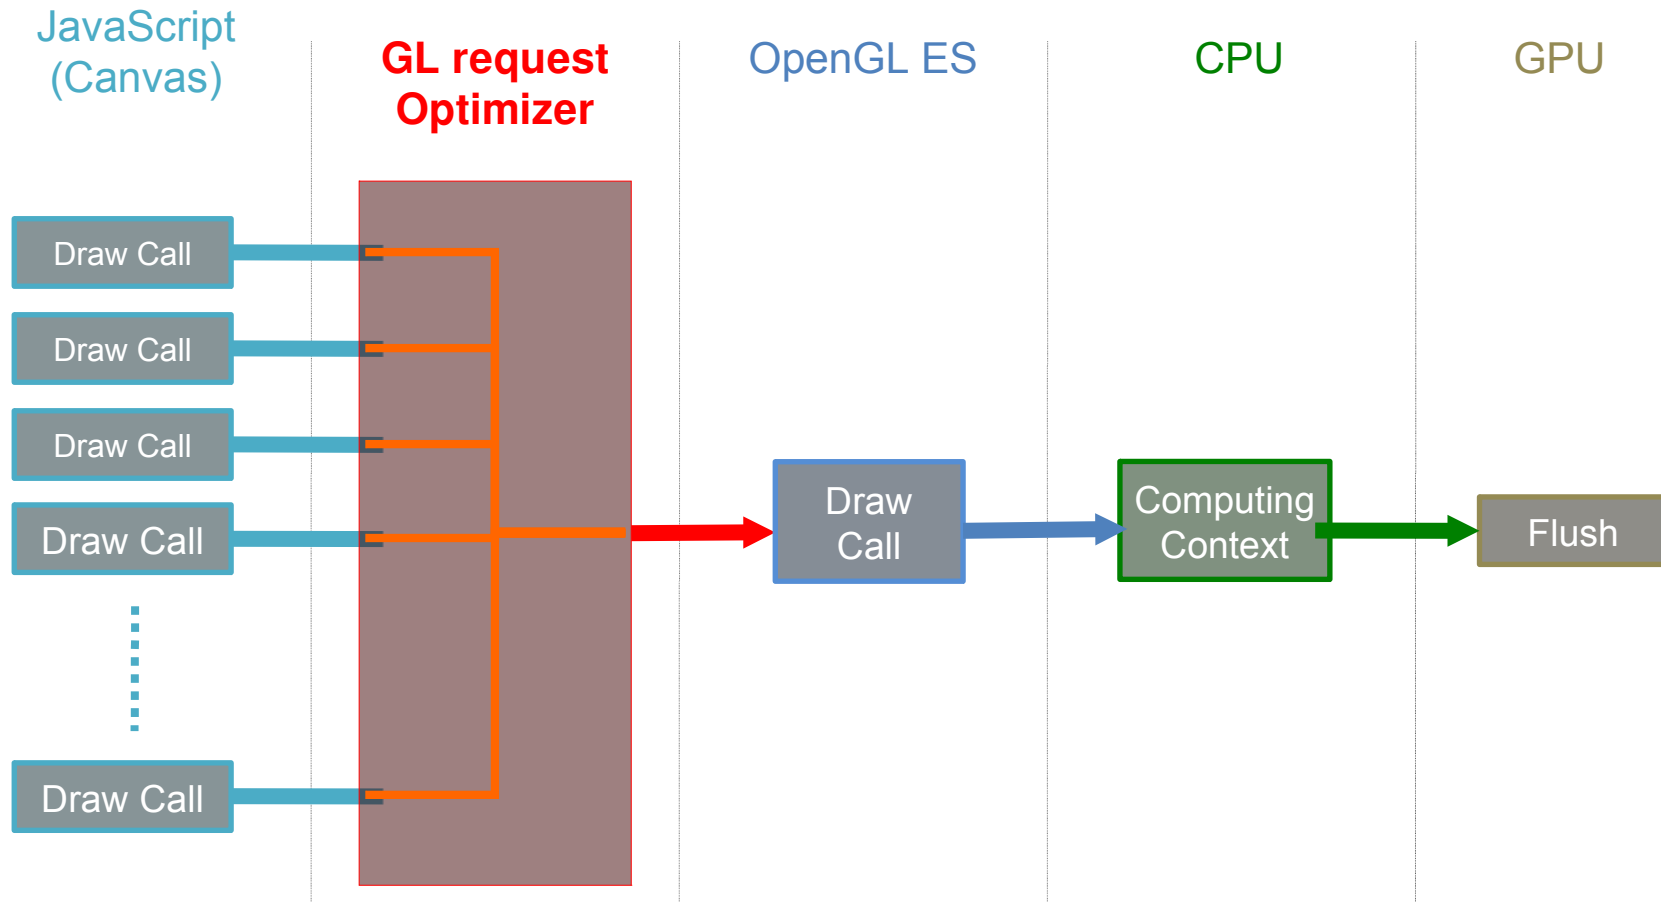 JavaScript
(Canvas)
GL request
Optimizer
OpenGL ES
CPU
GPU
Draw Call
Draw Call
Draw Call
Draw Call
Draw Call
Draw
Call
Computing
Context
Flush